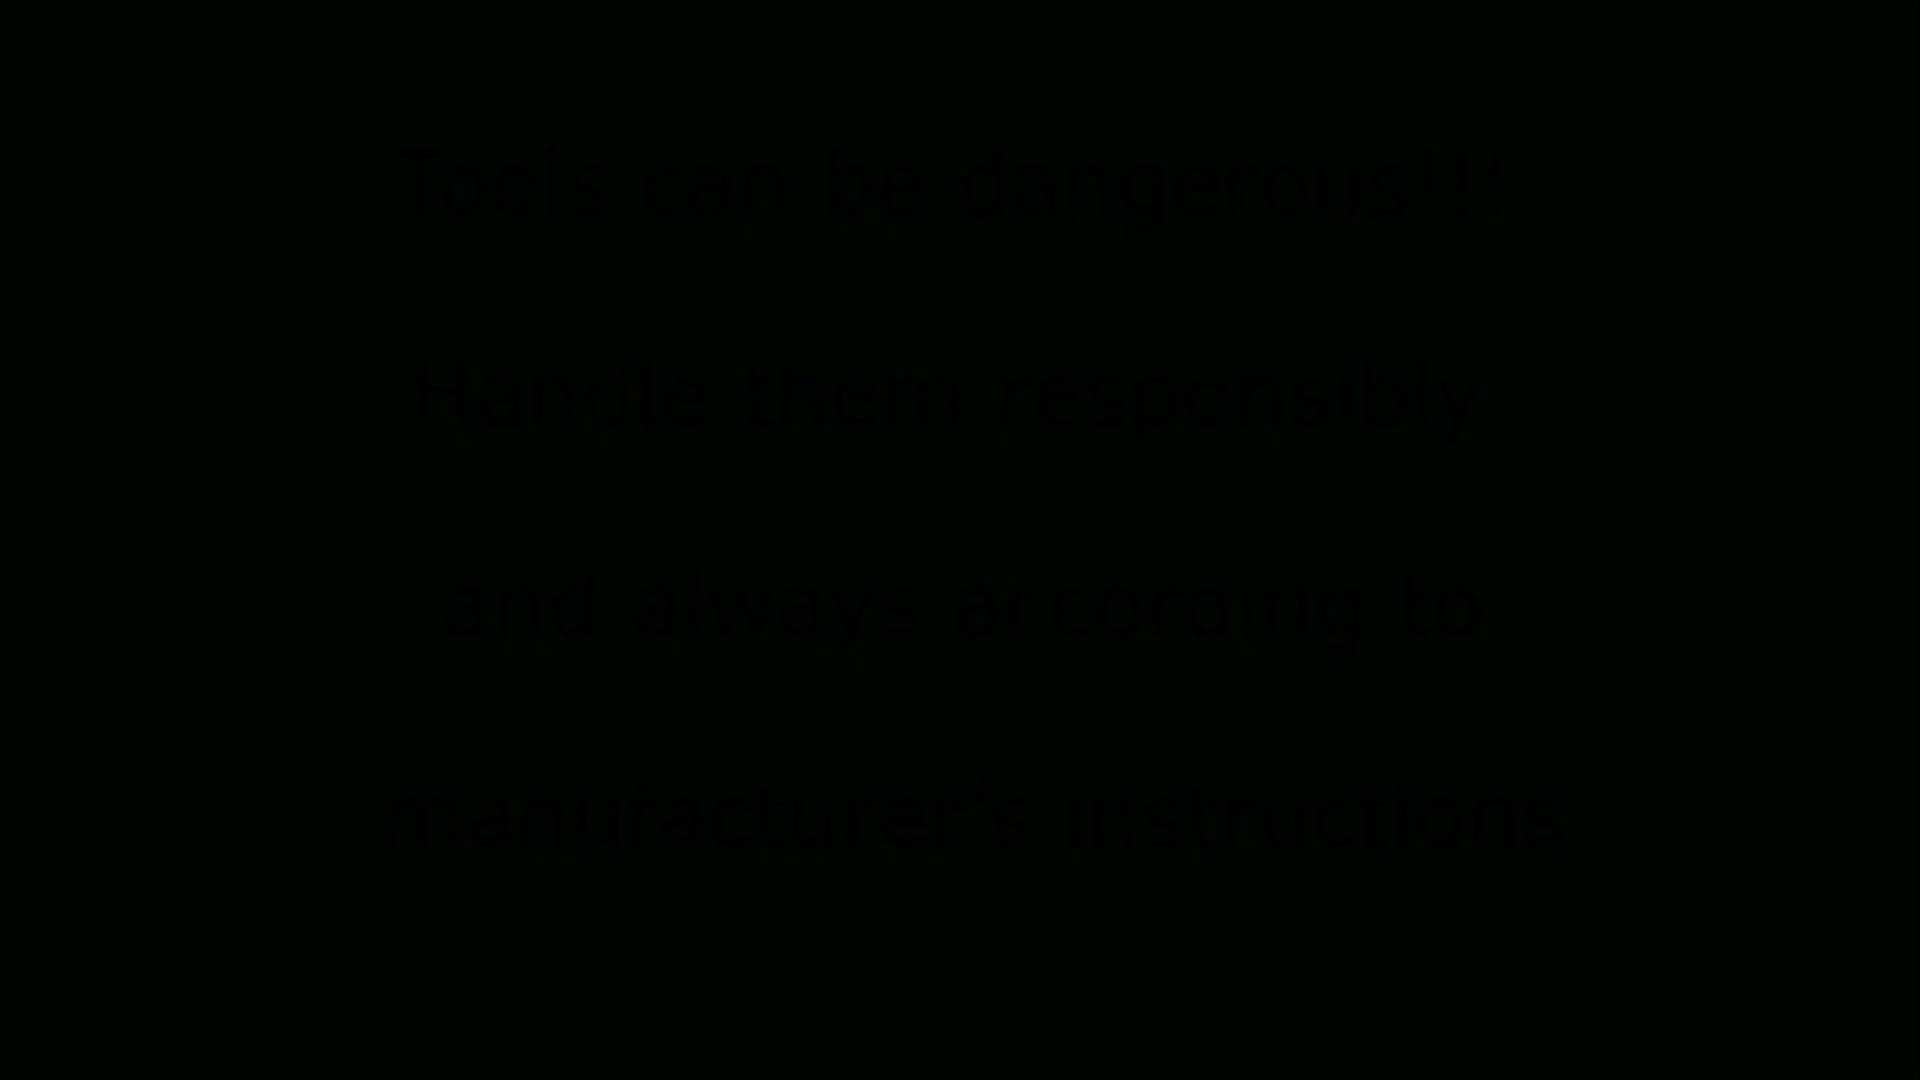 Tools can be dangerous!!!
Handle them responsibly
and always according to
manufacturer's instructions